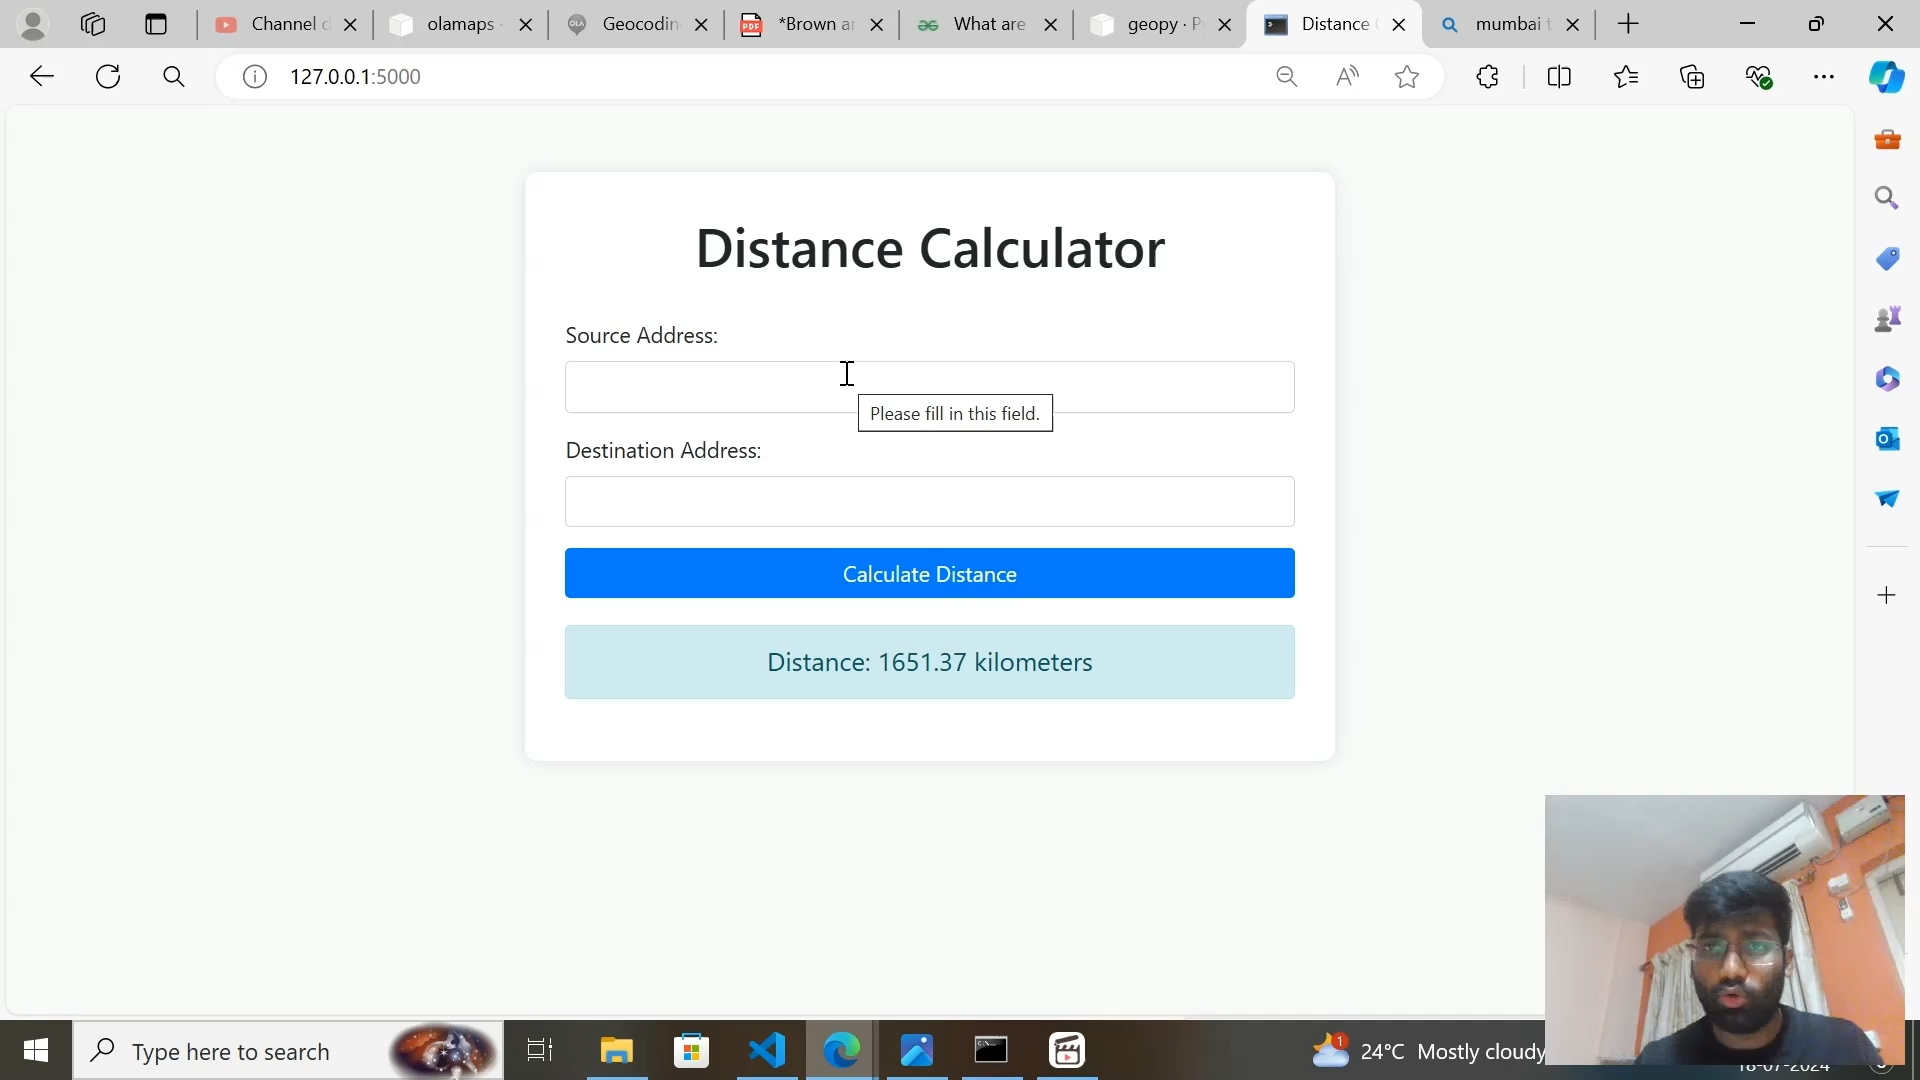 Channel d
olamaps
Geocodin
*Brown ar
What are
geopy · P
Distance
mumbai t
127.0.0.1:5000
Distance Calculator
Source Address:
Please fill in this field.
Destination Address:
Calculate Distance
Distance: 1651.37 kilometers
Type here to search
1
24°C Mostly cloudy